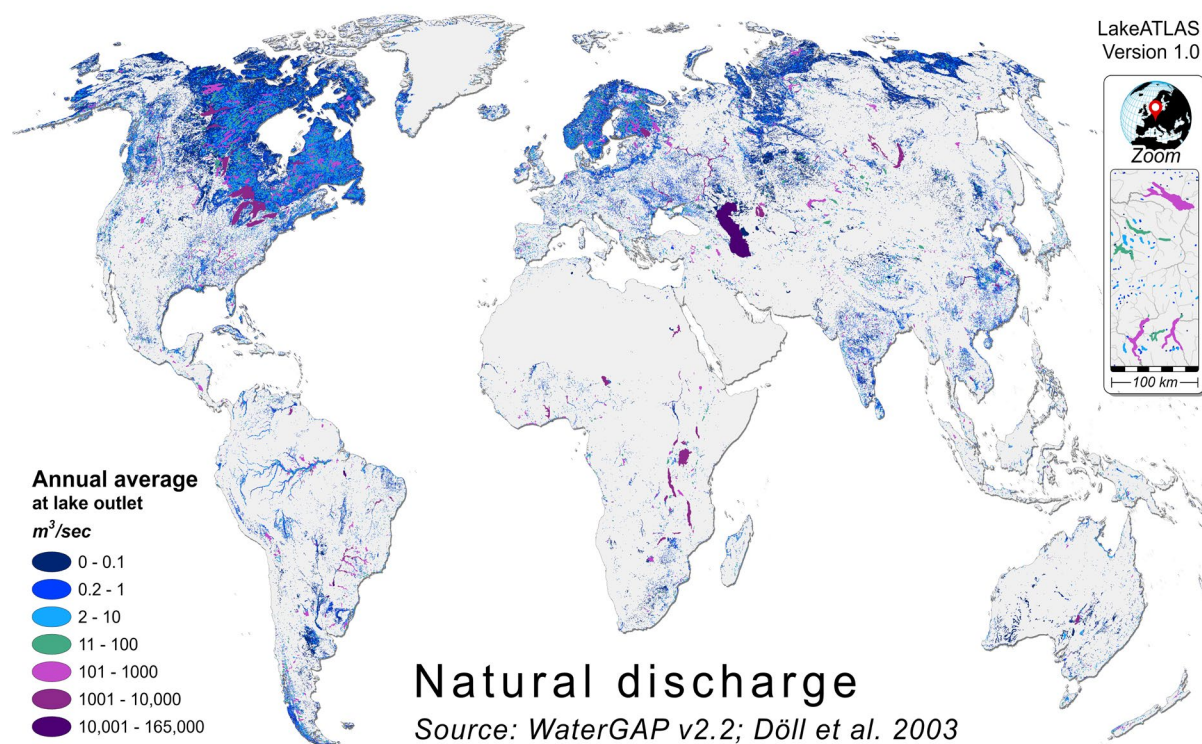 LakeATLAS
Version 1.0
Zoom
100 km
Annual average
at lake outlet
m³/sec
0 - 0.1
0.2 - 1
2 - 10
11 - 100
101 - 1000
1001 - 10,000
10,001 - 165,000
Natural discharge
Source: WaterGAP v2.2; Döll et al. 2003